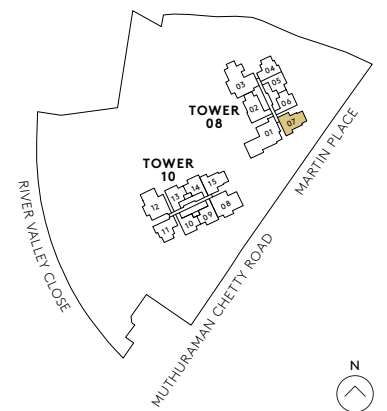 04
03
05
02
06
TOWER
08
07
01
MARTIN PLACE
TOWER
10
15
14
13
12
08
09
10
11
RIVER VALLEY CLOSE
MUTHURAMAN CHETTY ROAD
N